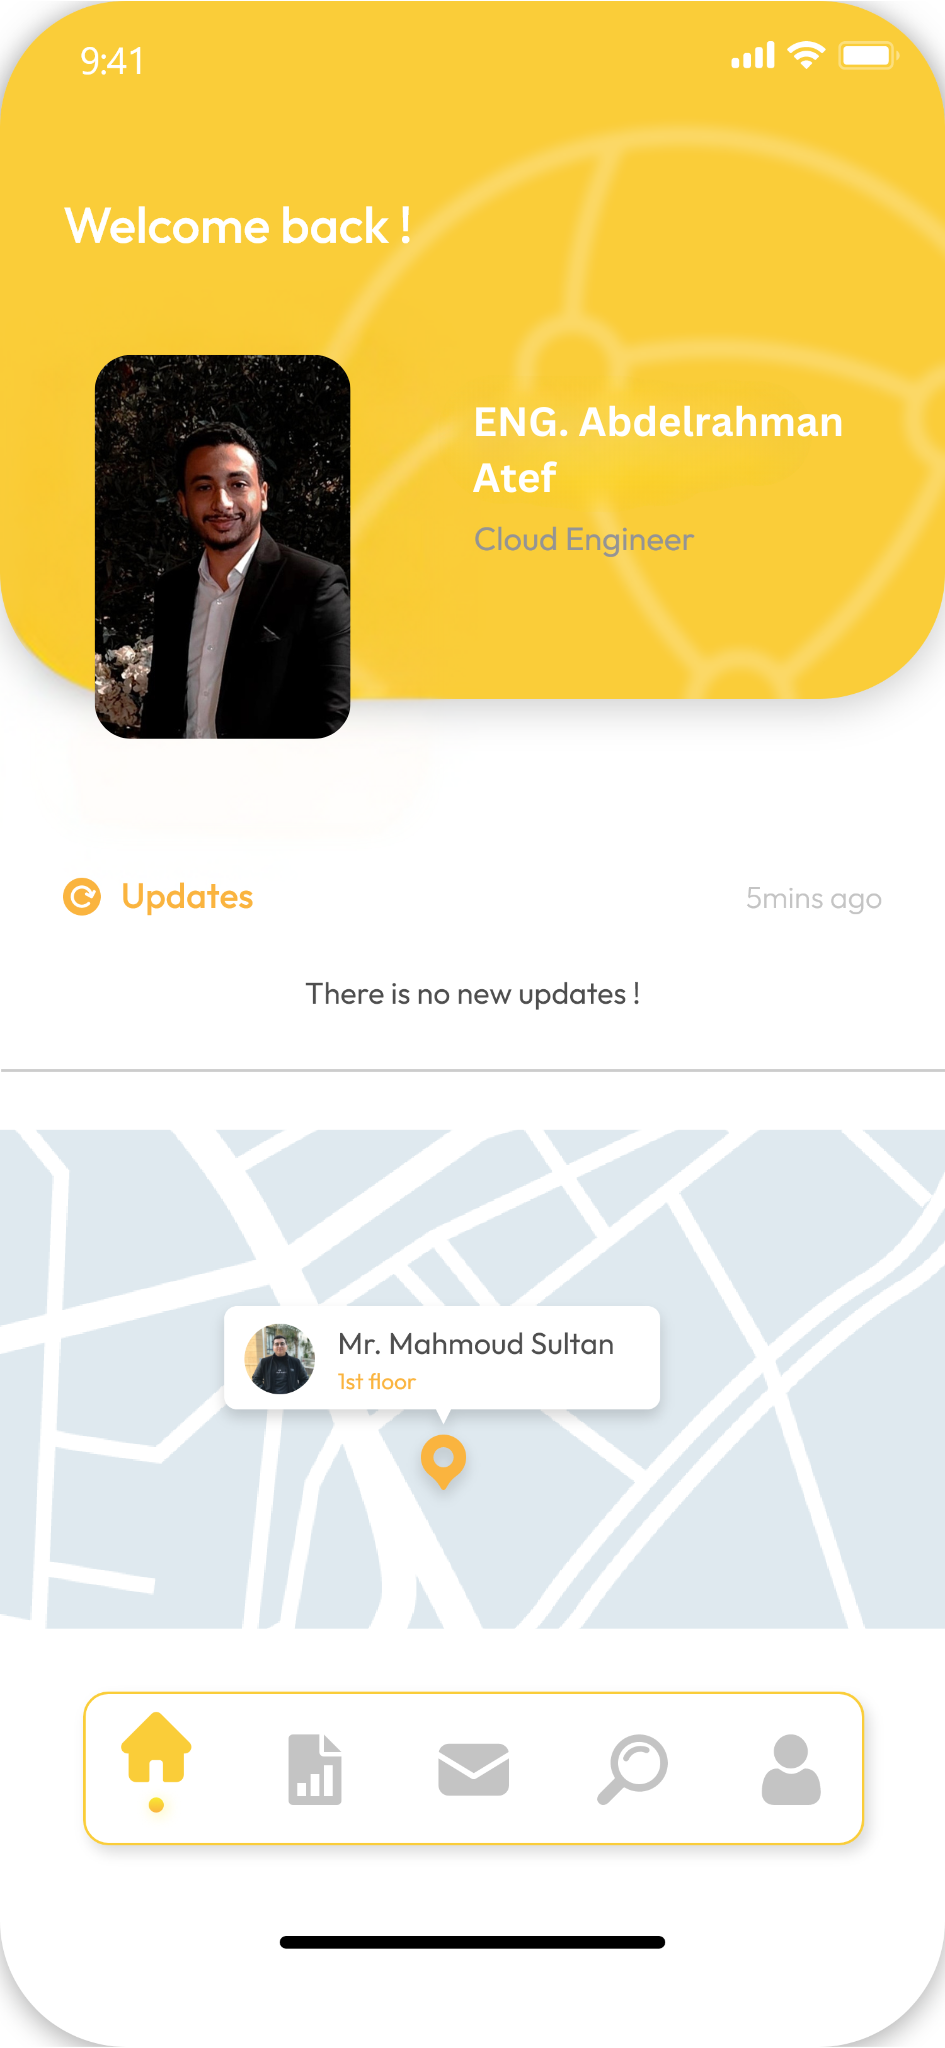 9:41
Welcome back !
ENG. Abdelrahman
Atef
Cloud Engineer
Updates
5mins ago
There is no new updates !
Mr. Mahmoud Sultan
1st floor